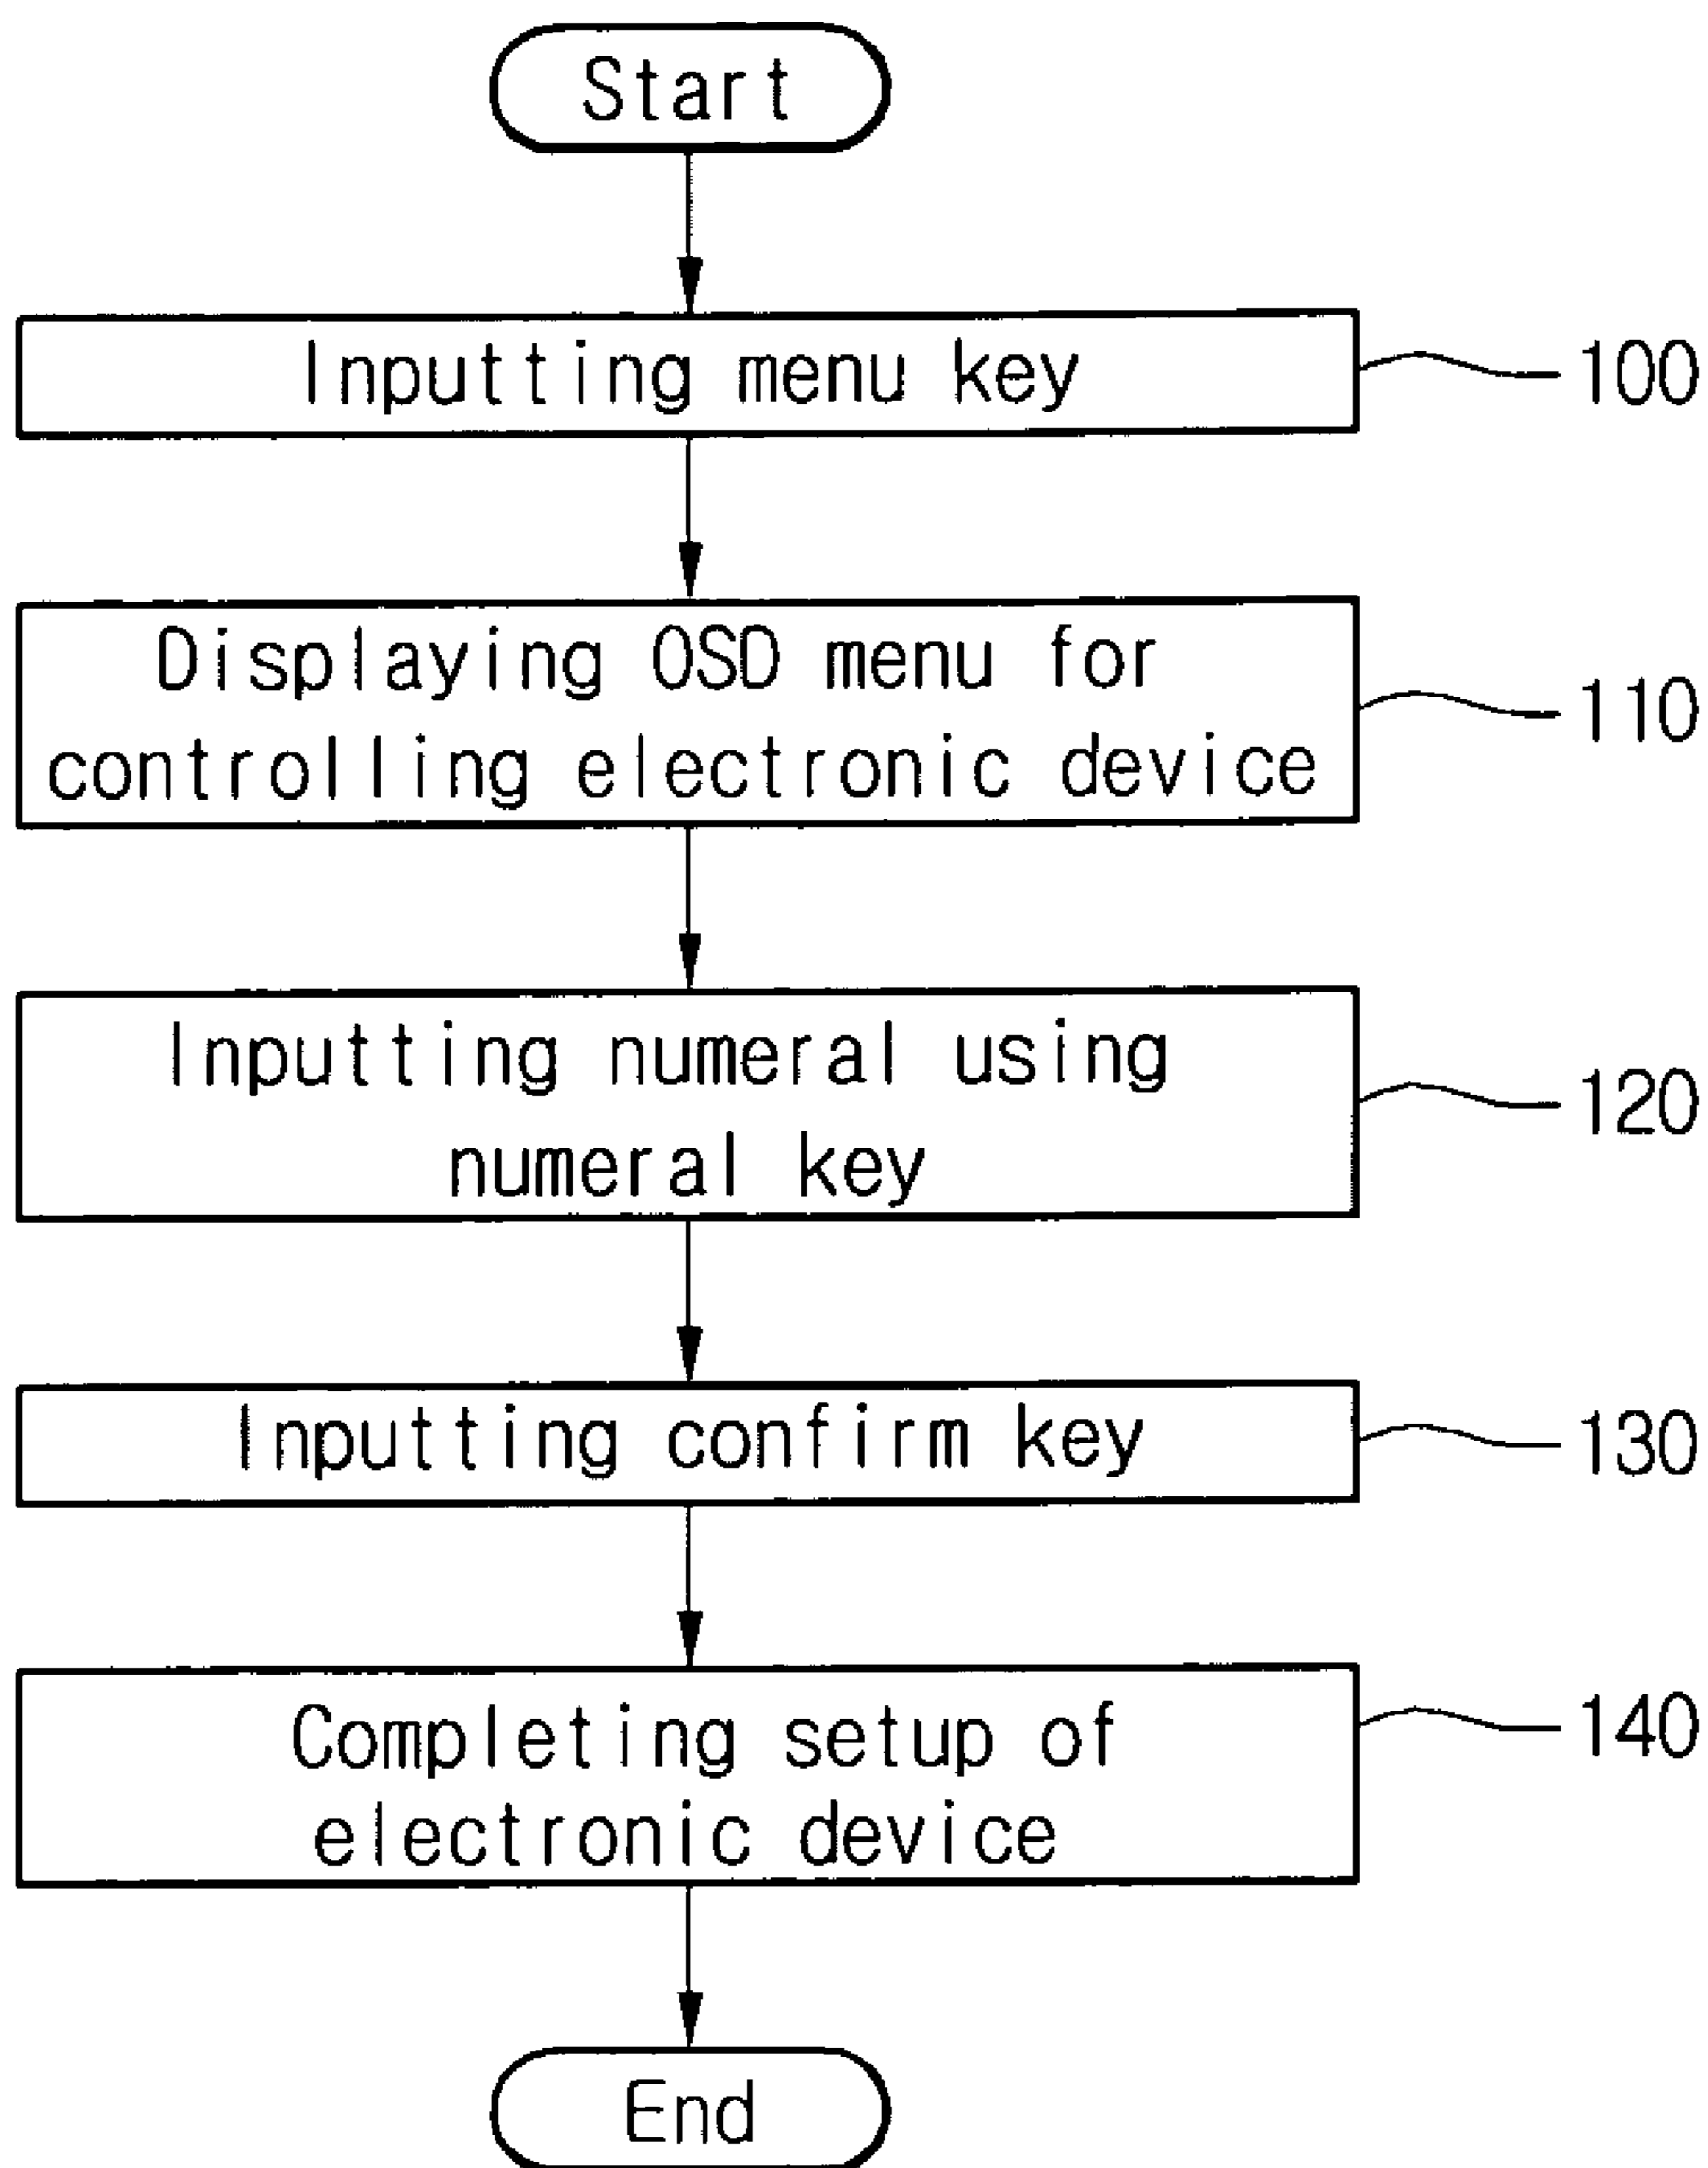 Start
Inputting menu key
100
Displaying OSD menu for
controlling electronic device
110
Inputting numeral using
numeral key
120
Inputting confirm key
130
Completing setup of
electronic device
140
End